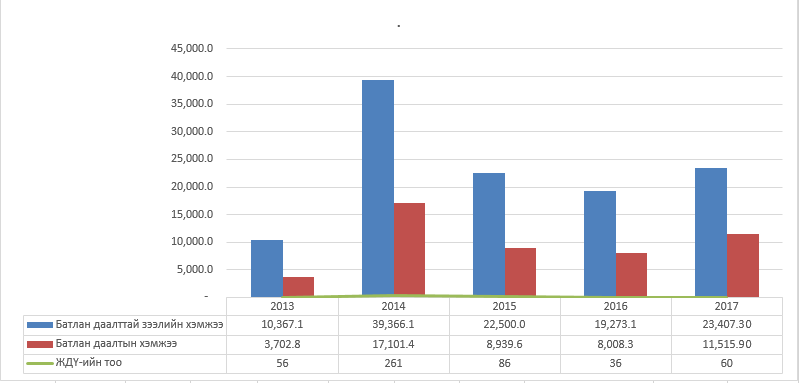 .
45,000.0
40,000.0
35,000.0
30,000.0
25,000.0
20,000.0
15,000.0
10,000.0
5,000.0
-
2013 2014 2015 2016 2017
Батлан даалттай зээлийн хэмжээ 10,367.1 39,366.1 22,500.0 19,273.1 23,407.30
Батлан даалтын хэмжээ 3,702.8 17,101.4 8,939.6 8,008.3 11,515.90
ЖДҮ-ийн тоо 56 261 86 36 60